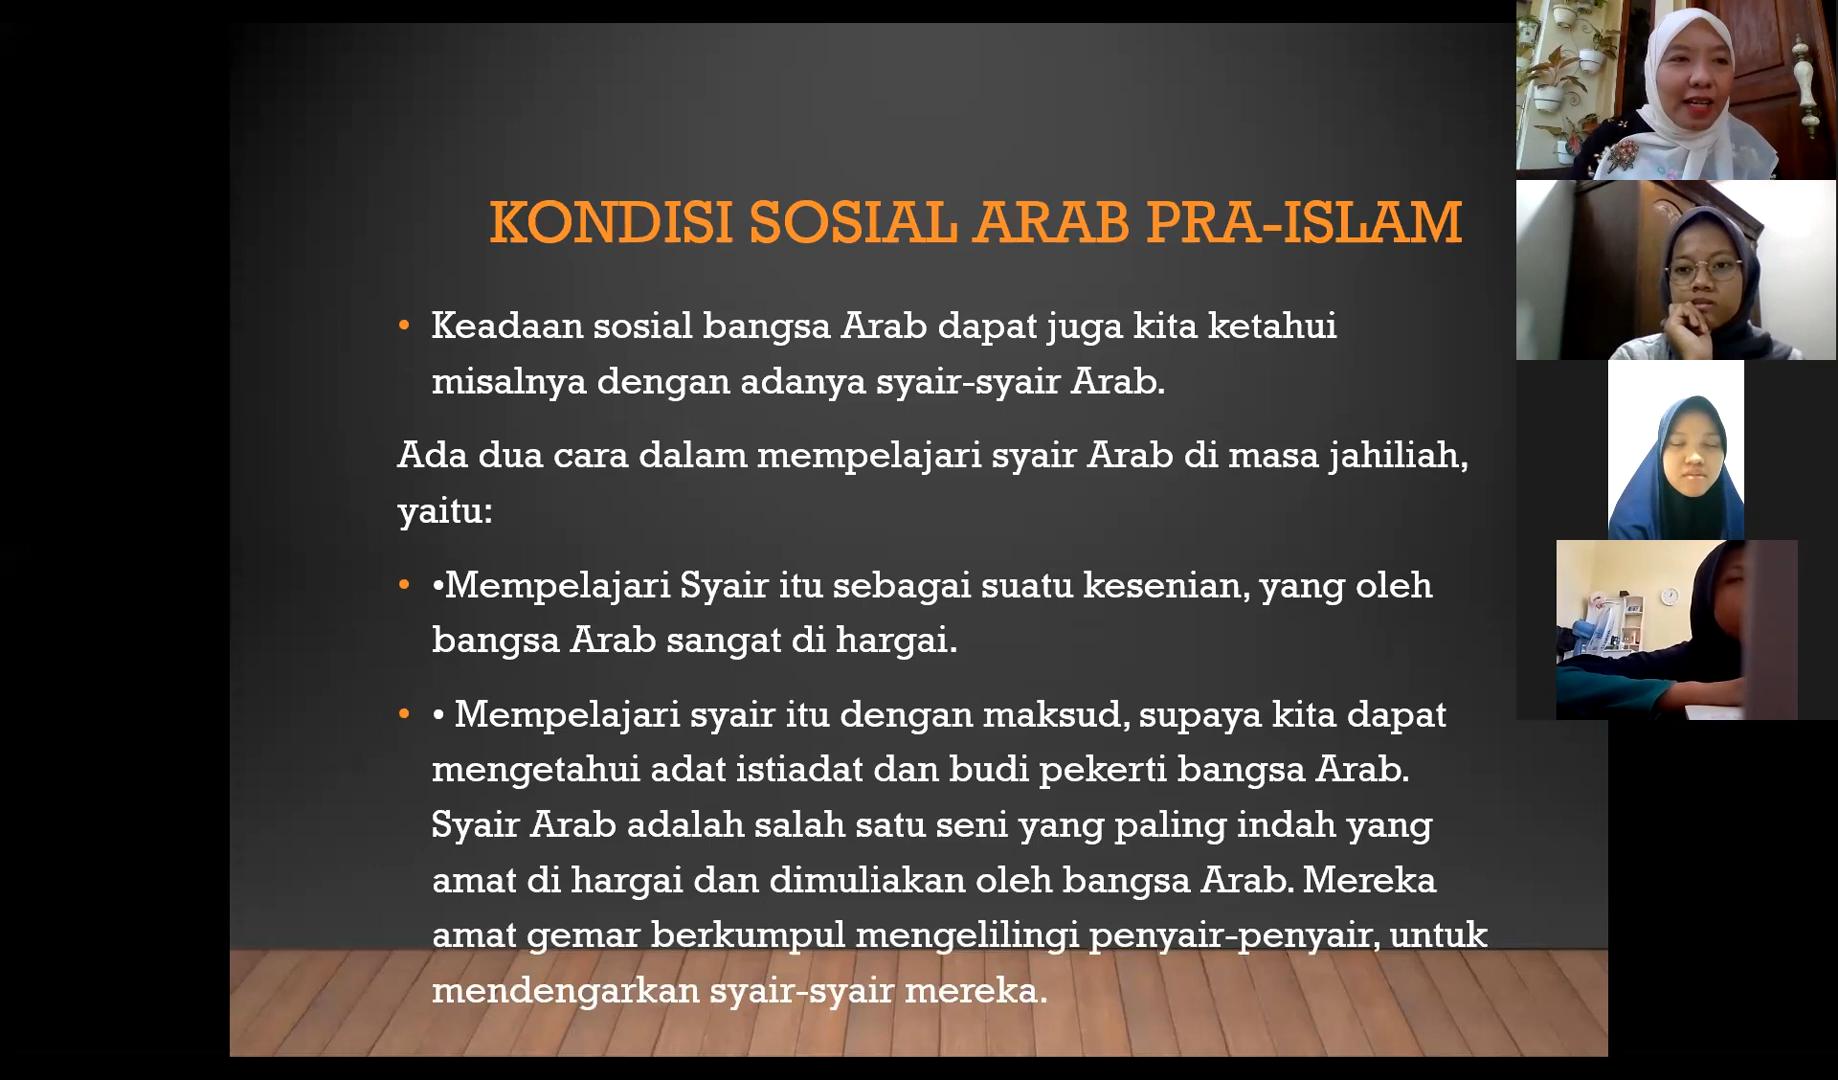 KONDISI SOSIAL ARAB PRA-ISLAM
• Keadaan sosial bangsa Arab dapat juga kita ketahui
misalnya dengan adanya syair-syair Arab.
Ada dua cara dalam mempelajari syair Arab di masa jahiliah,
yaitu:
• •Mempelajari Syair itu sebagai suatu kesenian, yang oleh
bangsa Arab sangat di hargai.
• • Mempelajari syair itu dengan maksud, supaya kita dapat
mengetahui adat istiadat dan budi pekerti bangsa Arab.
Syair Arab adalah salah satu seni yang paling indah yang
amat di hargai dan dimuliakan oleh bangsa Arab. Mereka
amat gemar berkumpul mengelilingi penyair-penyair, untuk
mendengarkan syair-syair mereka.